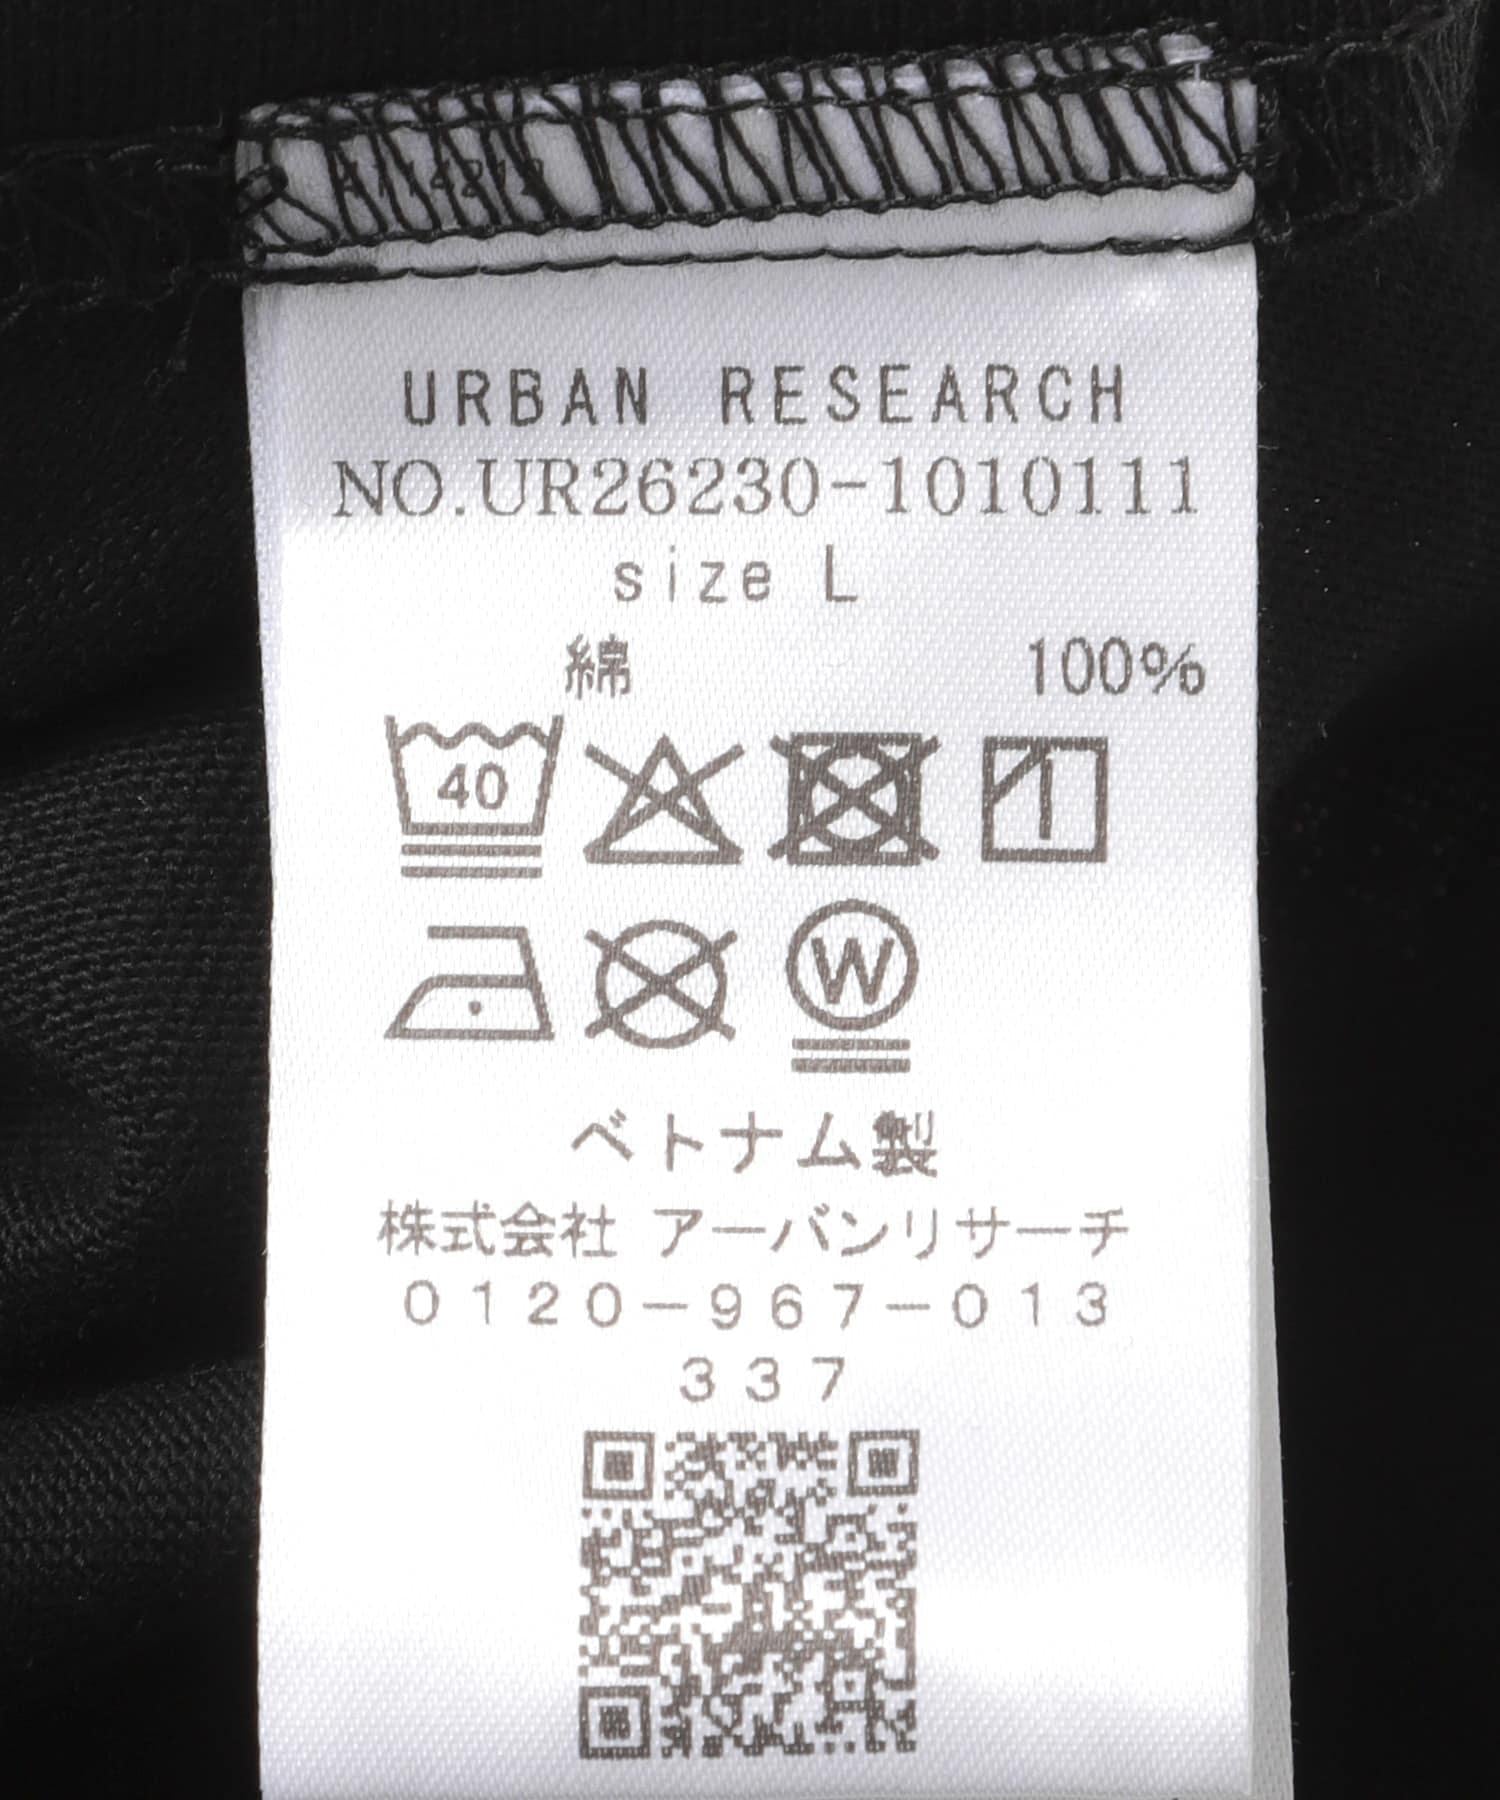 URBAN RESEARCH
NO.UR26230-1010111
size L
綿 100%
40
W
ベトナム製
株式会社 アーバンリサーチ
0120-967-013
337